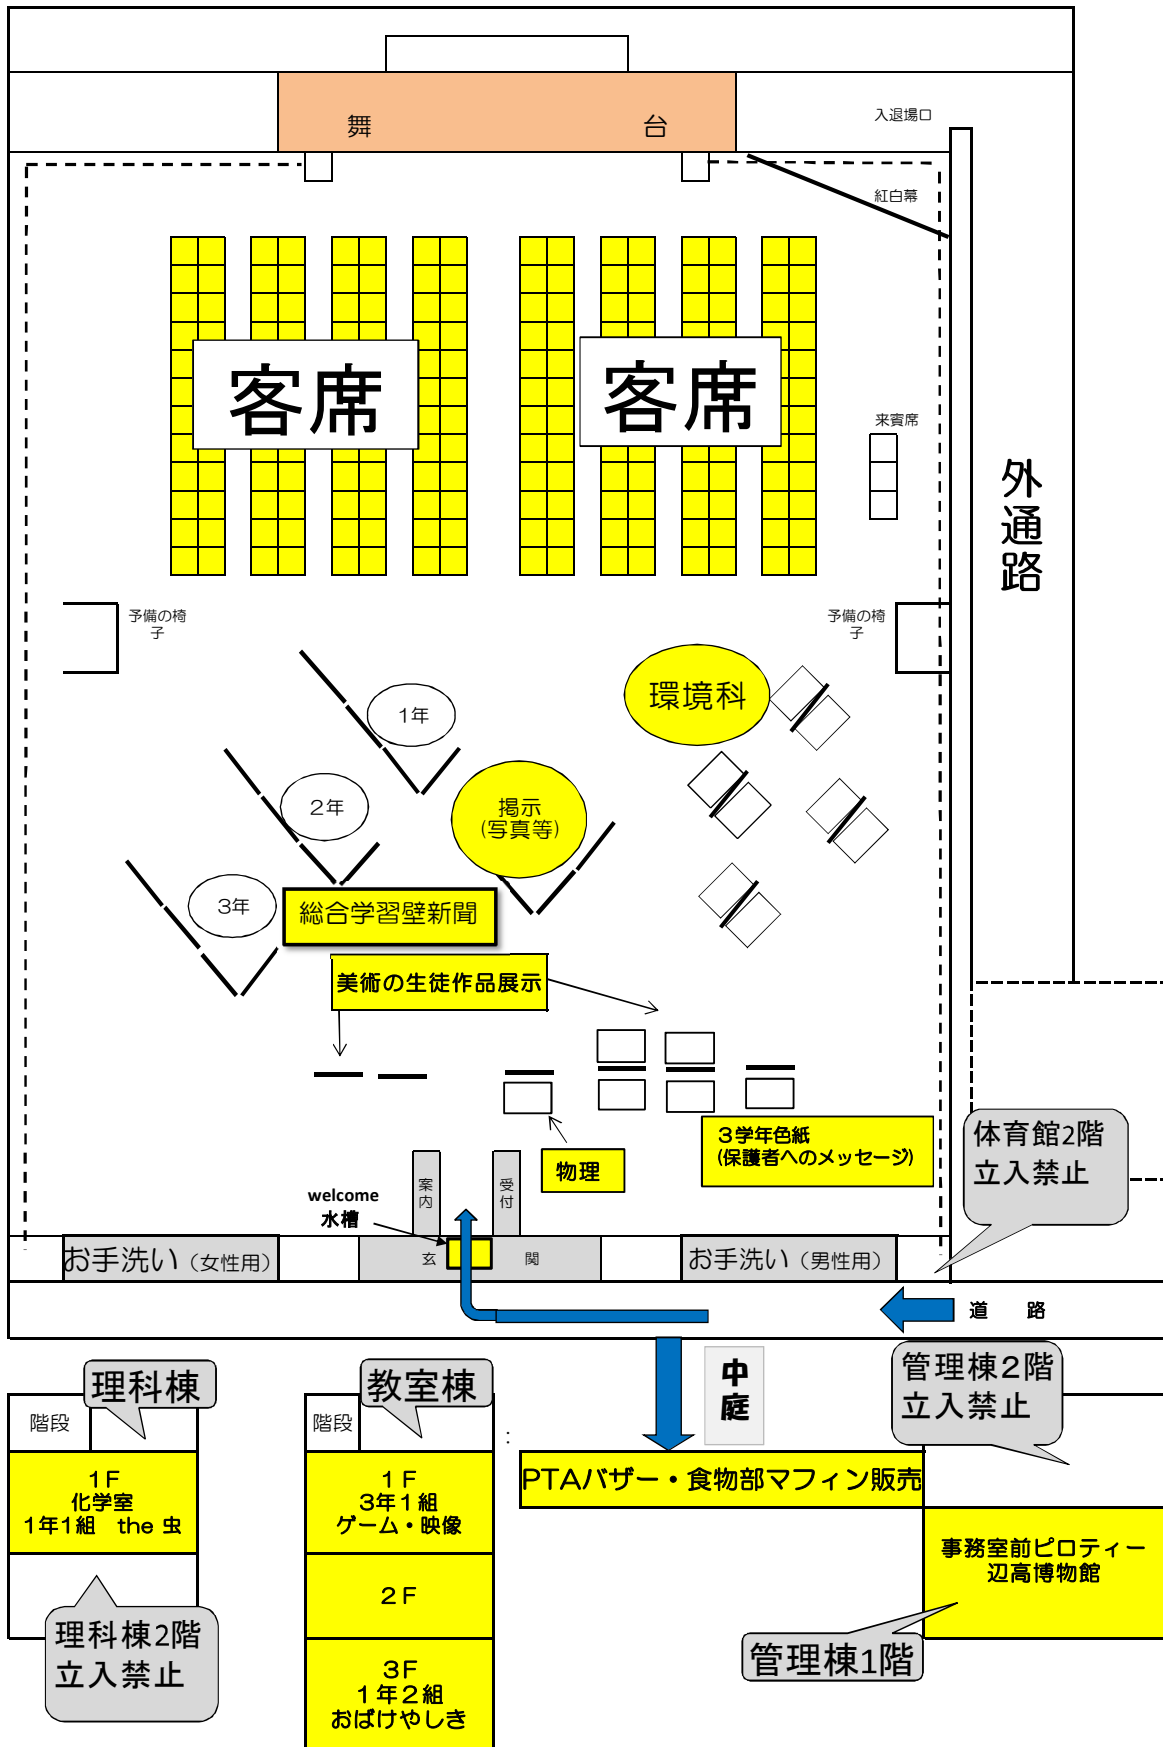 舞　台
入退場口
紅白幕
客席
客席
来賓席
外通路
予備の椅
子
予備の椅
子
環境科
1年
2年
掲示
(写真等)
3年
総合学習壁新聞
美術の生徒作品展示
3学年色紙
(保護者へのメッセージ)
体育館2階
立入禁止
物理
案内
受付
welcome
水槽
お手洗い（女性用）
玄　関
お手洗い（男性用）
道　路
中庭
管理棟2階
立入禁止
理科棟
教室棟
階段
階段
:
PTAバザー・食物部マフィン販売
1F
化学室
1年1組　the 虫
1F
3年1組
ゲーム・映像
事務室前ピロティー
辺高博物館
2F
理科棟2階
立入禁止
管理棟1階
3F
1年2組
おばけやしき